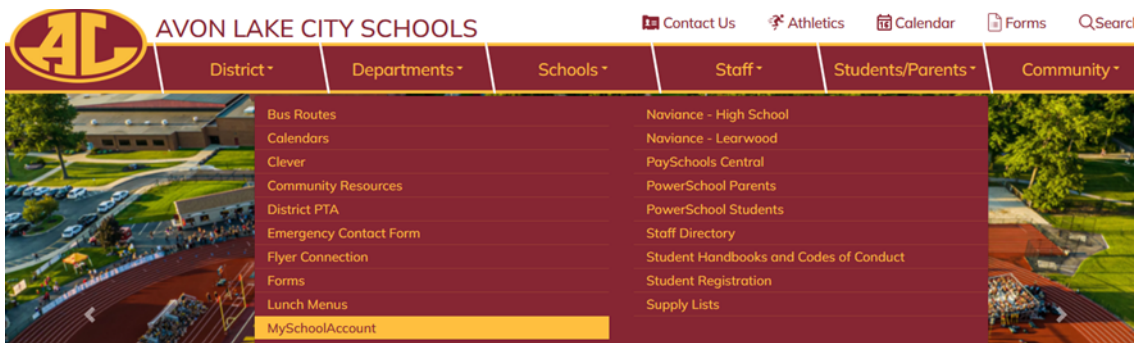 AL
AVON LAKE CITY SCHOOLS
Contact Us Athletics Calendar Forms Search
District Departments Schools Staff Students/Parents Community
Bus Routes
Calendars
Clever
Community Resources
District PTA
Emergency Contact Form
Flyer Connection
Forms
Lunch Menus
MySchoolAccount
Naviance - High School
Naviance - Learwood
PaySchools Central
PowerSchool Parents
PowerSchool Students
Staff Directory
Student Handbooks and Codes of Conduct
Student Registration
Supply Lists